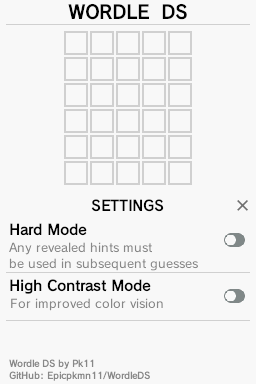 WORDLE DS
SETTINGS
Hard Mode
Any revealed hints must
be used in subsequent guesses
High Contrast Mode
For improved color vision
Wordle DS by Pk11
GitHub: Epicpkmn11/WordleDS